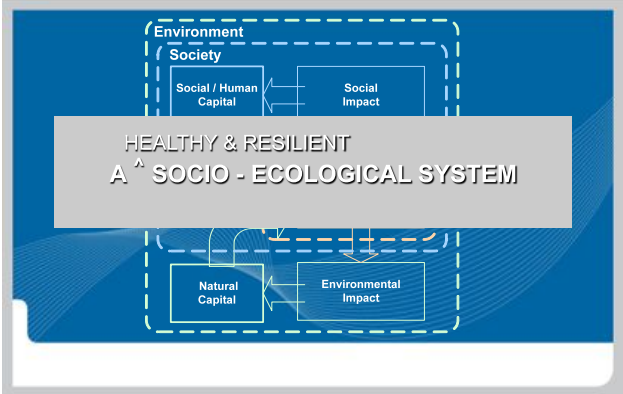 Environment
Society
Social / Human
Capital
Social
Impact
HEALTHY & RESILIENT
A ^ SOCIO - ECOLOGICAL SYSTEM
Natural
Capital
Environmental
Impact